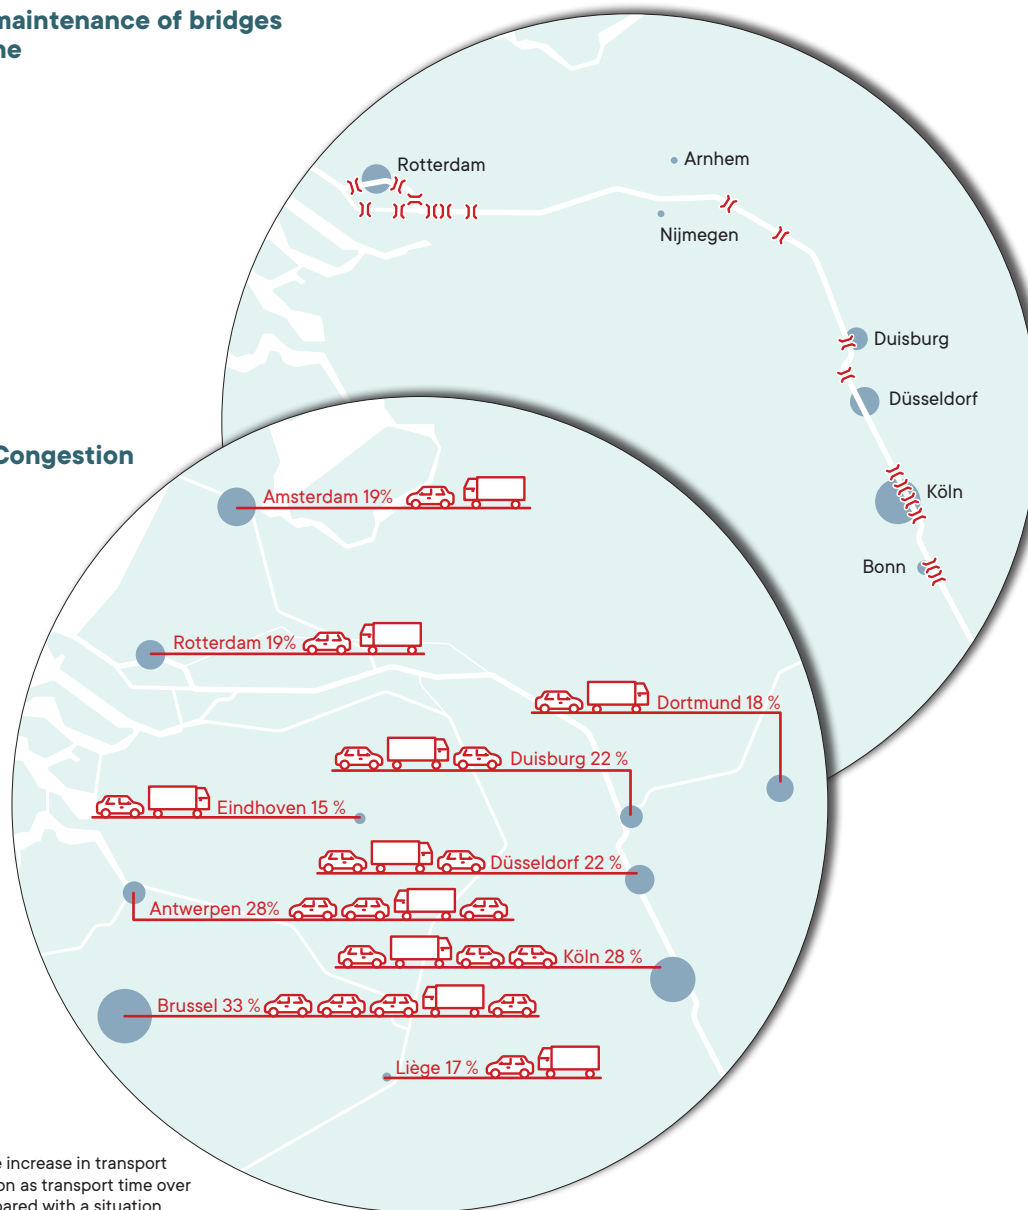 maintenance of bridges
Rotterdam
Arnhem
Nijmegen
Duisburg
Düsseldorf
Köln
Bonn
Congestion
Amsterdam 19%
Rotterdam 19%
Dortmund 18 %
Duisburg 22 %
Eindhoven 15 %
Düsseldorf 22 %
Antwerpen 28%
Köln 28 %
Brussel 33 %
Liège 17 %
increase in transport
as transport time over
with a situation